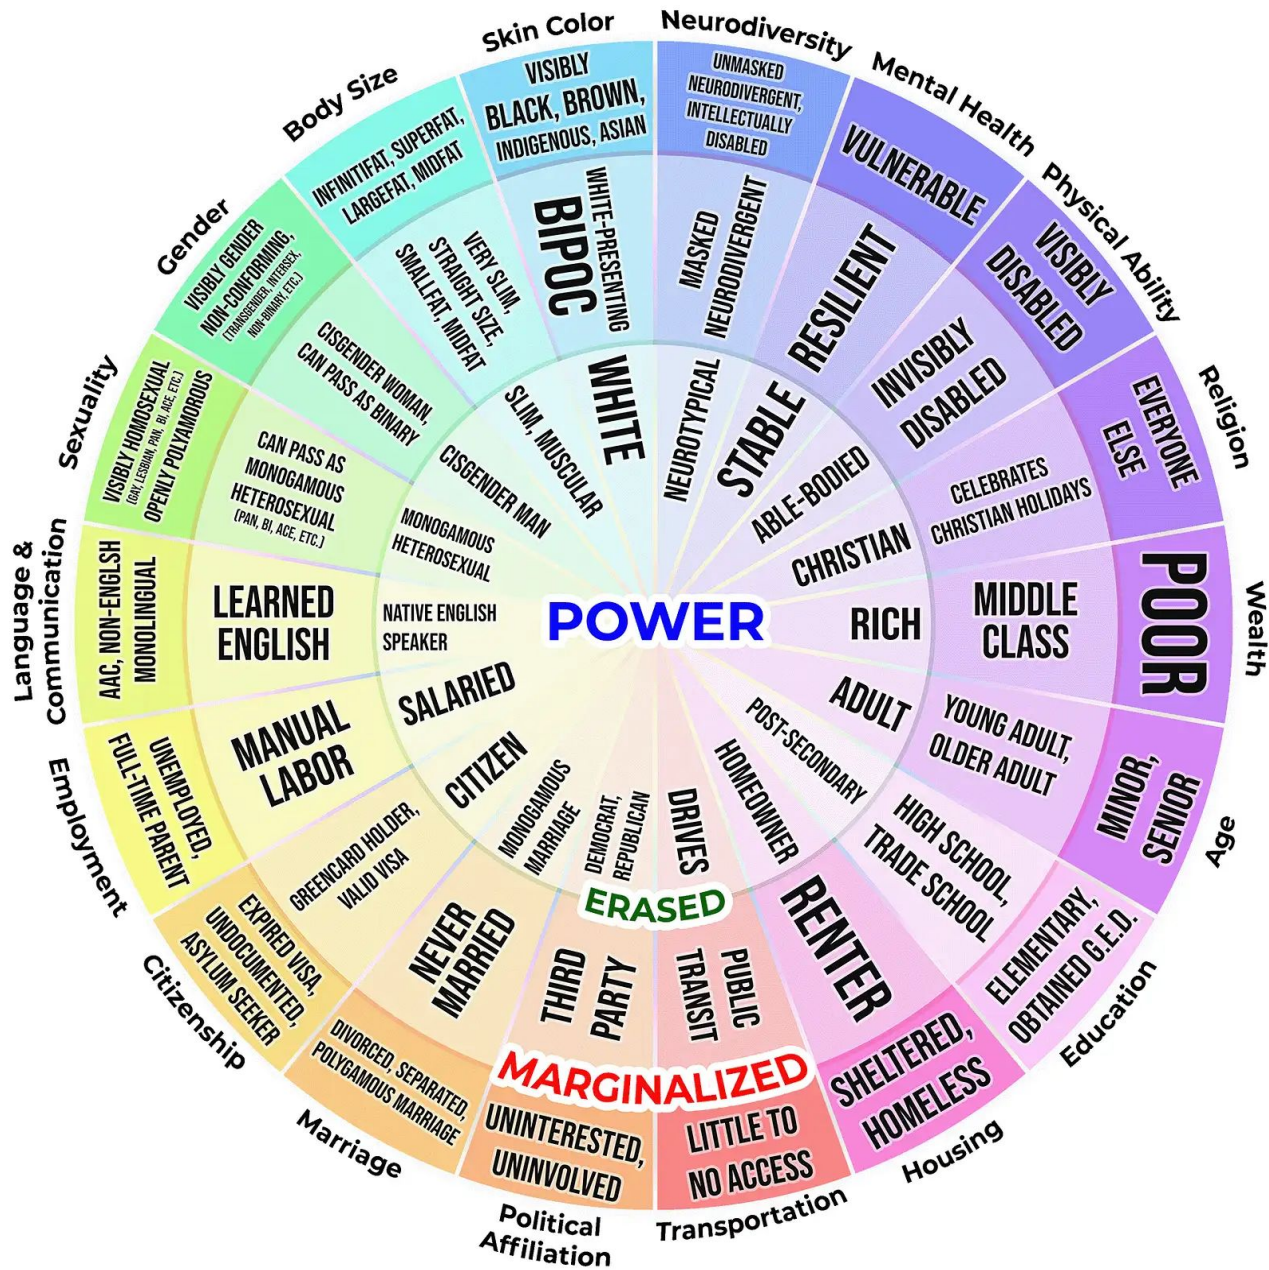 Skin Color
VISIBLY
BLACK, BROWN,
INDIGENOUS, ASIAN
WHITE-PRESENTING
BIPOC
WHITE
Neurodiversity
UNMASKED
NEURODIVERGENT,
INTELLECTUALLY
DISABLED
MASKED
NEURODIVERGENT
NEUROTYPICAL
Mental Health
VULNERABLE
RESILIENT
STABLE
Physical Ability
VISIBLY
DISABLED
INVISIBLY
DISABLED
ABLE-BODIED
Religion
EVERYONE
ELSE
CELEBRATES
CHRISTIAN HOLIDAYS
CHRISTIAN
Wealth
POOR
MIDDLE
CLASS
RICH
Age
MINOR,
SENIOR
YOUNG ADULT,
OLDER ADULT
ADULT
Education
ELEMENTARY,
OBTAINED G.E.D.
HIGH SCHOOL,
TRADE SCHOOL
POST-SECONDARY
Housing
SHELTERED,
HOMELESS
RENTER
HOMEOWNER
Transportation
LITTLE TO
NO ACCESS
PUBLIC
TRANSIT
DRIVES
Political
Affiliation
UNINTERESTED,
UNINVOLVED
THIRD
PARTY
DEMOCRAT,
REPUBLICAN
Marriage
DIVORCED, SEPARATED,
POLYGAMOUS MARRIAGE
NEVER
MARRIED
MONOGAMOUS
MARRIAGE
Citizenship
EXPIRED VISA,
UNDOCUMENTED,
ASYLUM SEEKER
GREENCARD HOLDER,
VALID VISA
CITIZEN
Employment
UNEMPLOYED,
FULL-TIME PARENT
MANUAL
LABOR
SALARIED
Language &
Communication
AAC, NON-ENGLSH
MONOLINGUAL
LEARNED
ENGLISH
NATIVE ENGLISH
SPEAKER
Sexuality
VISIBLY HOMOSEXUAL
(GAY, LESBIAN, PAN, BI, ACE, ETC.)
OPENLY POLYAMOROUS
CAN PASS AS
MONOGAMOUS
HETEROSEXUAL
(PAN, BI, ACE, ETC.)
MONOGAMOUS
HETEROSEXUAL
Gender
VISIBLY GENDER
NON-CONFORMING,
(TRANSGENDER, INTERSEX,
NON-BINARY, ETC.)
CISGENDER WOMAN,
CAN PASS AS BINARY
CISGENDER MAN
Body Size
INFINITIFAT, SUPERFAT,
LARGEFAT, MIDFAT
VERY SLIM,
STRAIGHT SIZE,
SMALLFAT, MIDFAT
SLIM, MUSCULAR
POWER
ERASED
MARGINALIZED